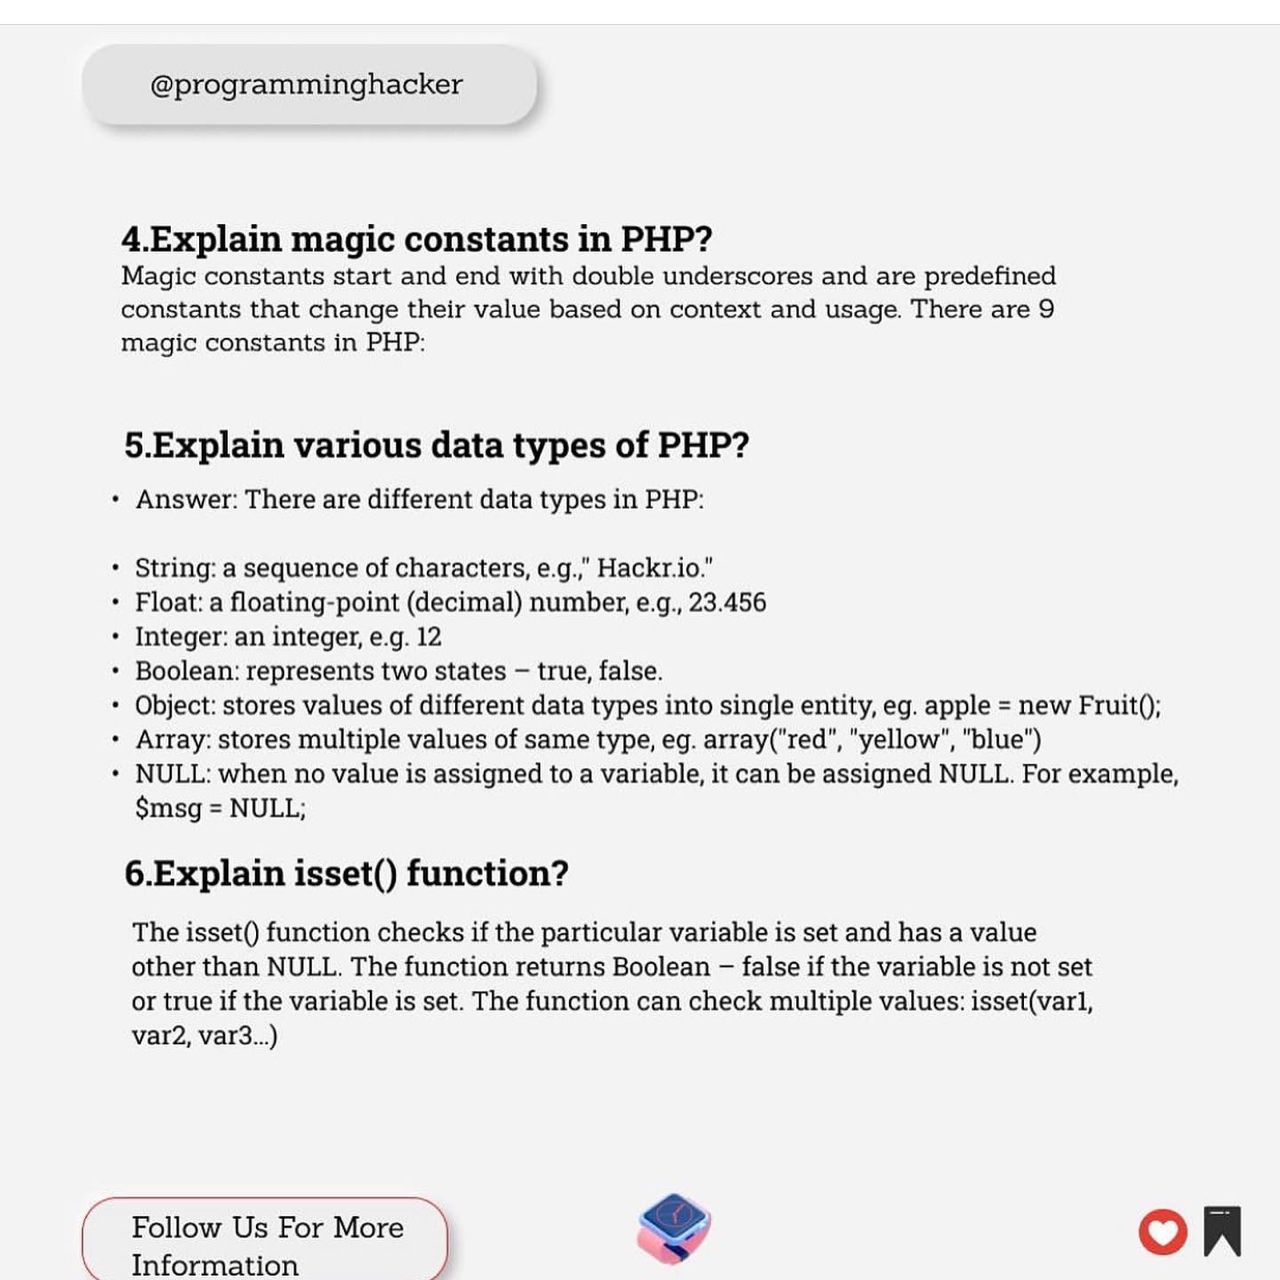 @programminghacker
4.Explain magic constants in PHP?
Magic constants start and end with double underscores and are predefined
constants that change their value based on context and usage. There are 9
magic constants in PHP:
5.Explain various data types of PHP?
• Answer: There are different data types in PHP:
• String: a sequence of characters, e.g.," Hackr.io."
• Float: a floating-point (decimal) number, e.g., 23.456
• Integer: an integer, e.g. 12
• Boolean: represents two states – true, false.
• Object: stores values of different data types into single entity, eg. apple = new Fruit();
• Array: stores multiple values of same type, eg. array("red", "yellow", "blue")
• NULL: when no value is assigned to a variable, it can be assigned NULL. For example,
$msg = NULL;
6.Explain isset() function?
The isset() function checks if the particular variable is set and has a value
other than NULL. The function returns Boolean – false if the variable is not set
or true if the variable is set. The function can check multiple values: isset(var1,
var2, var3...)
Follow Us For More
Information